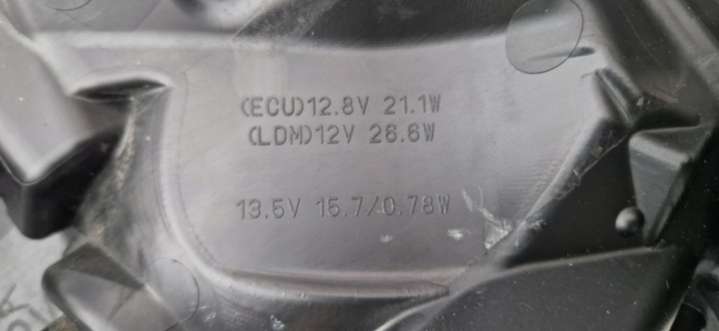 (ECU)12.8V 21.1W
(LDM)12V 26.6W
13.5V 15.7/0.78W